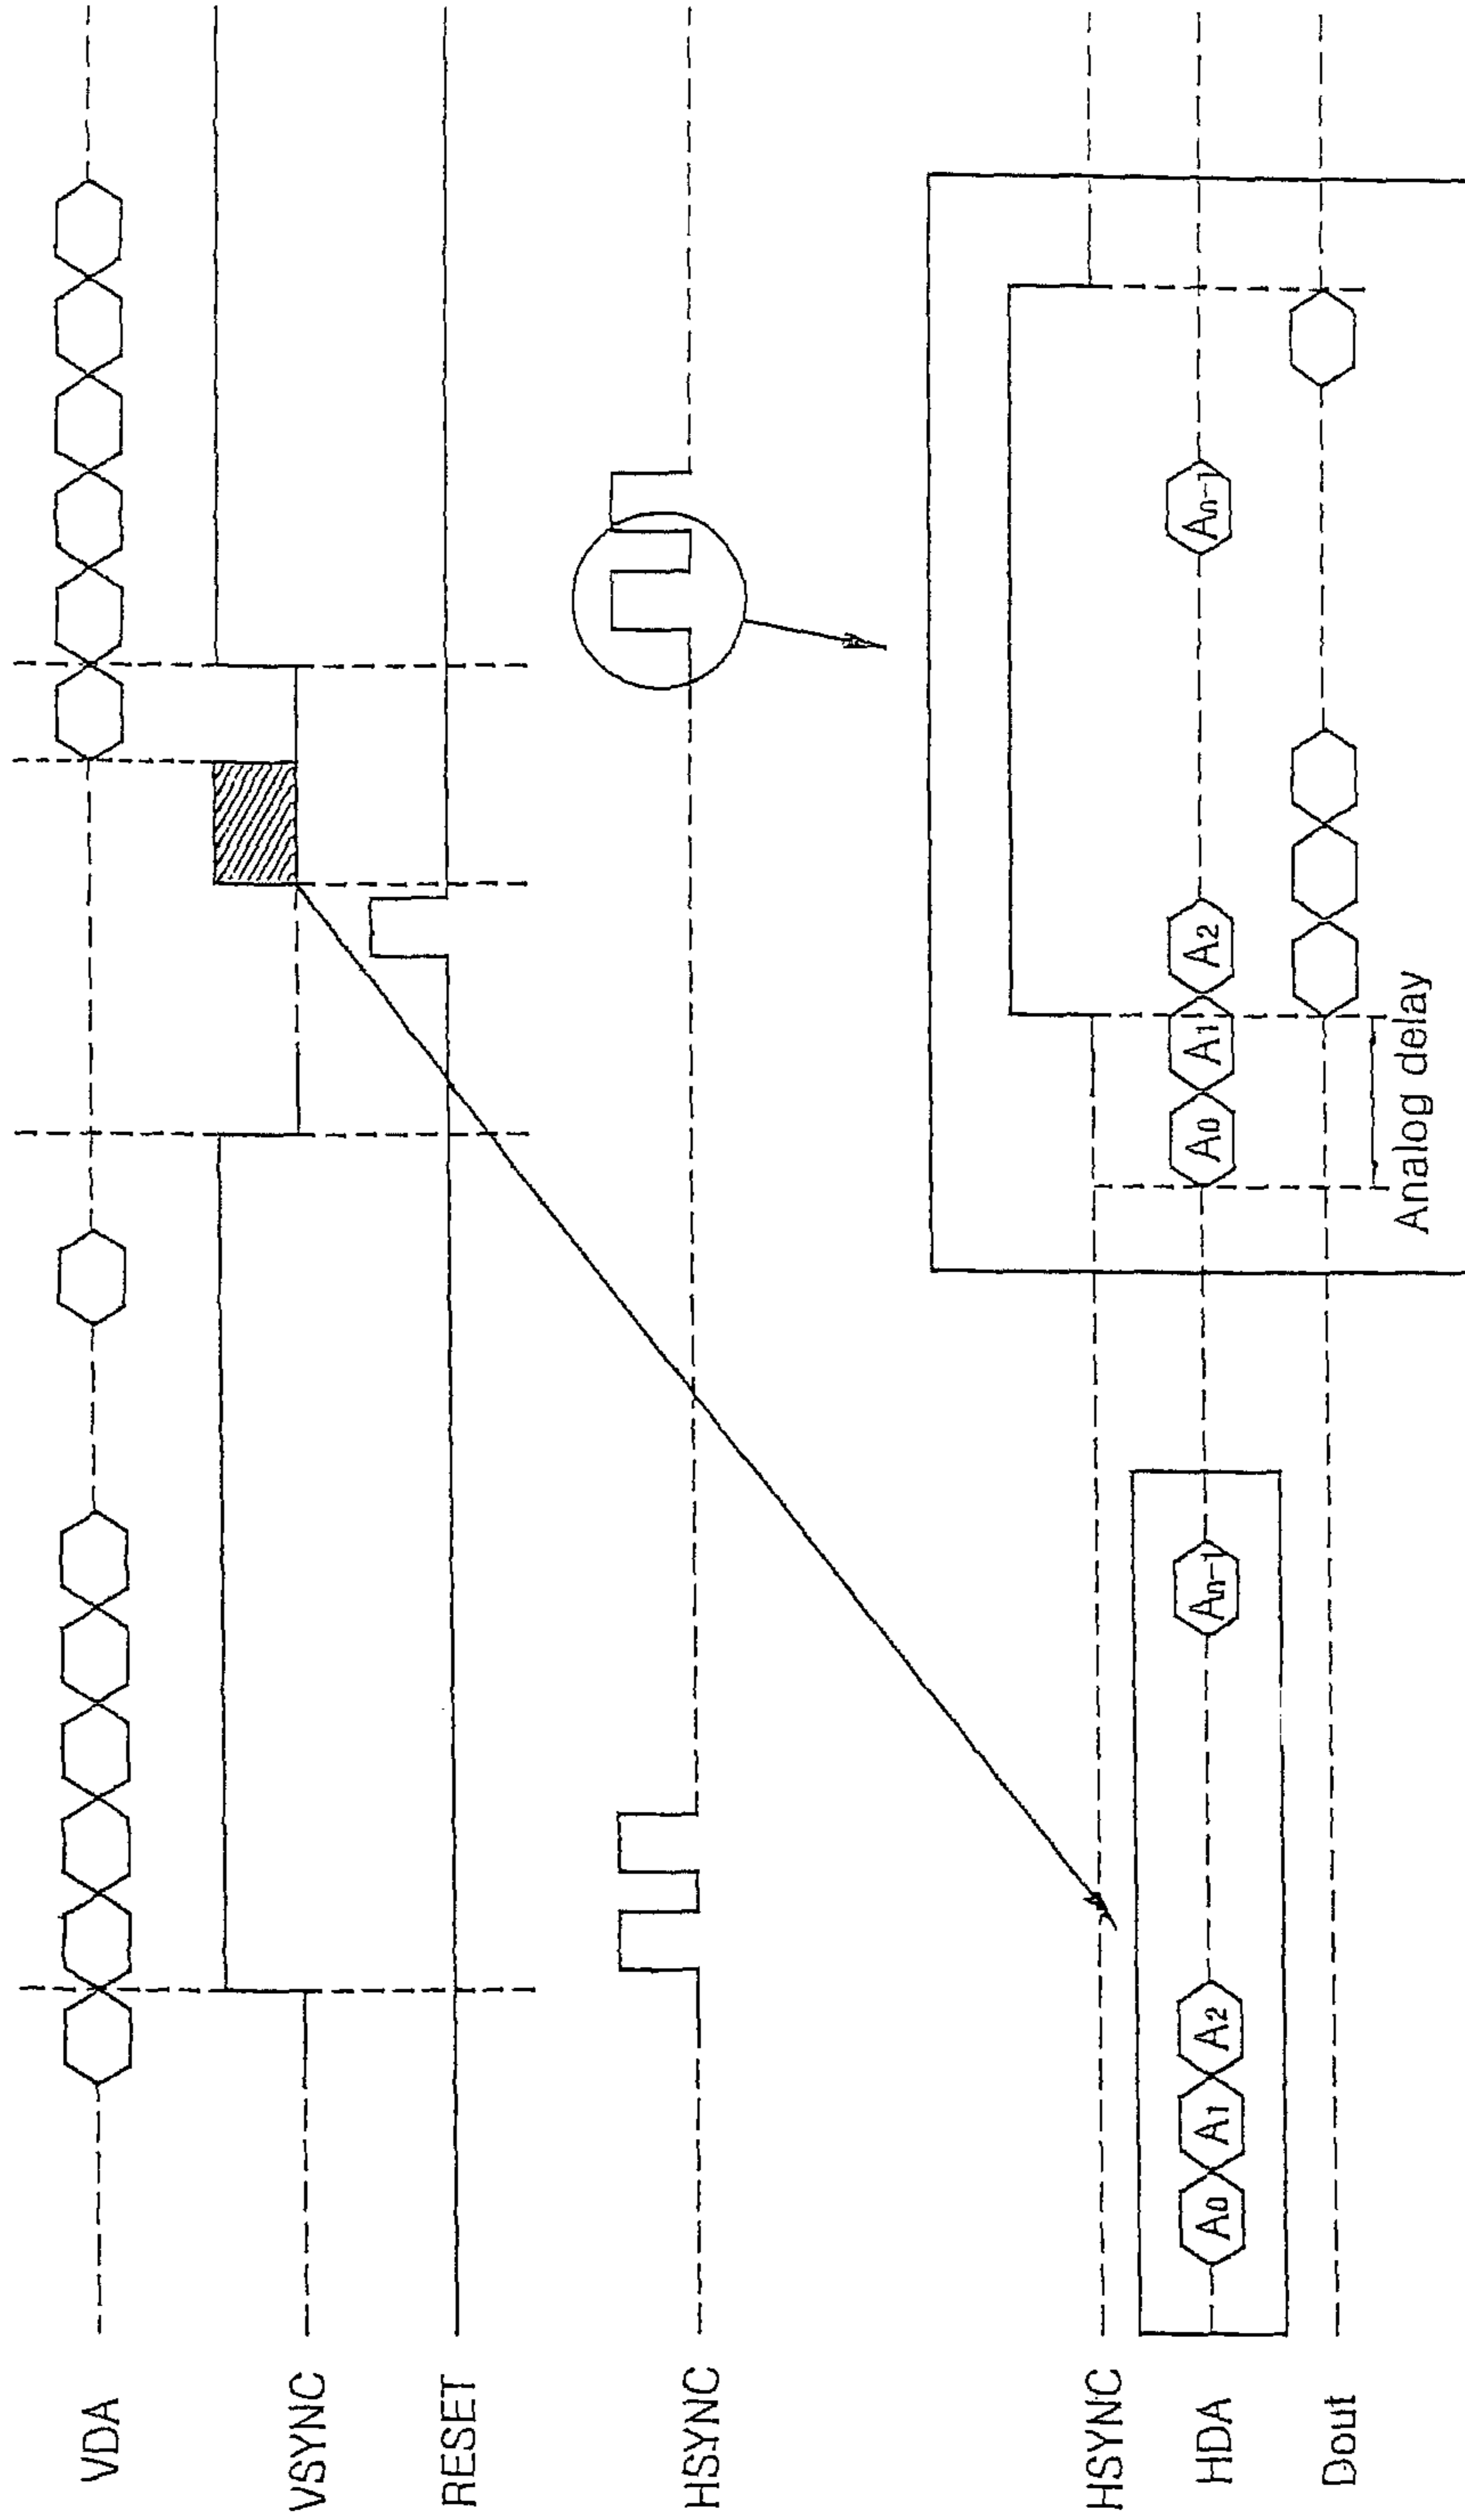 VDA
VSYNC
RESET
HSYNC
HSYNC
HDA
A0 A1 A2 An-1
A0 A1 A2 An-1
Dout
Analog delay